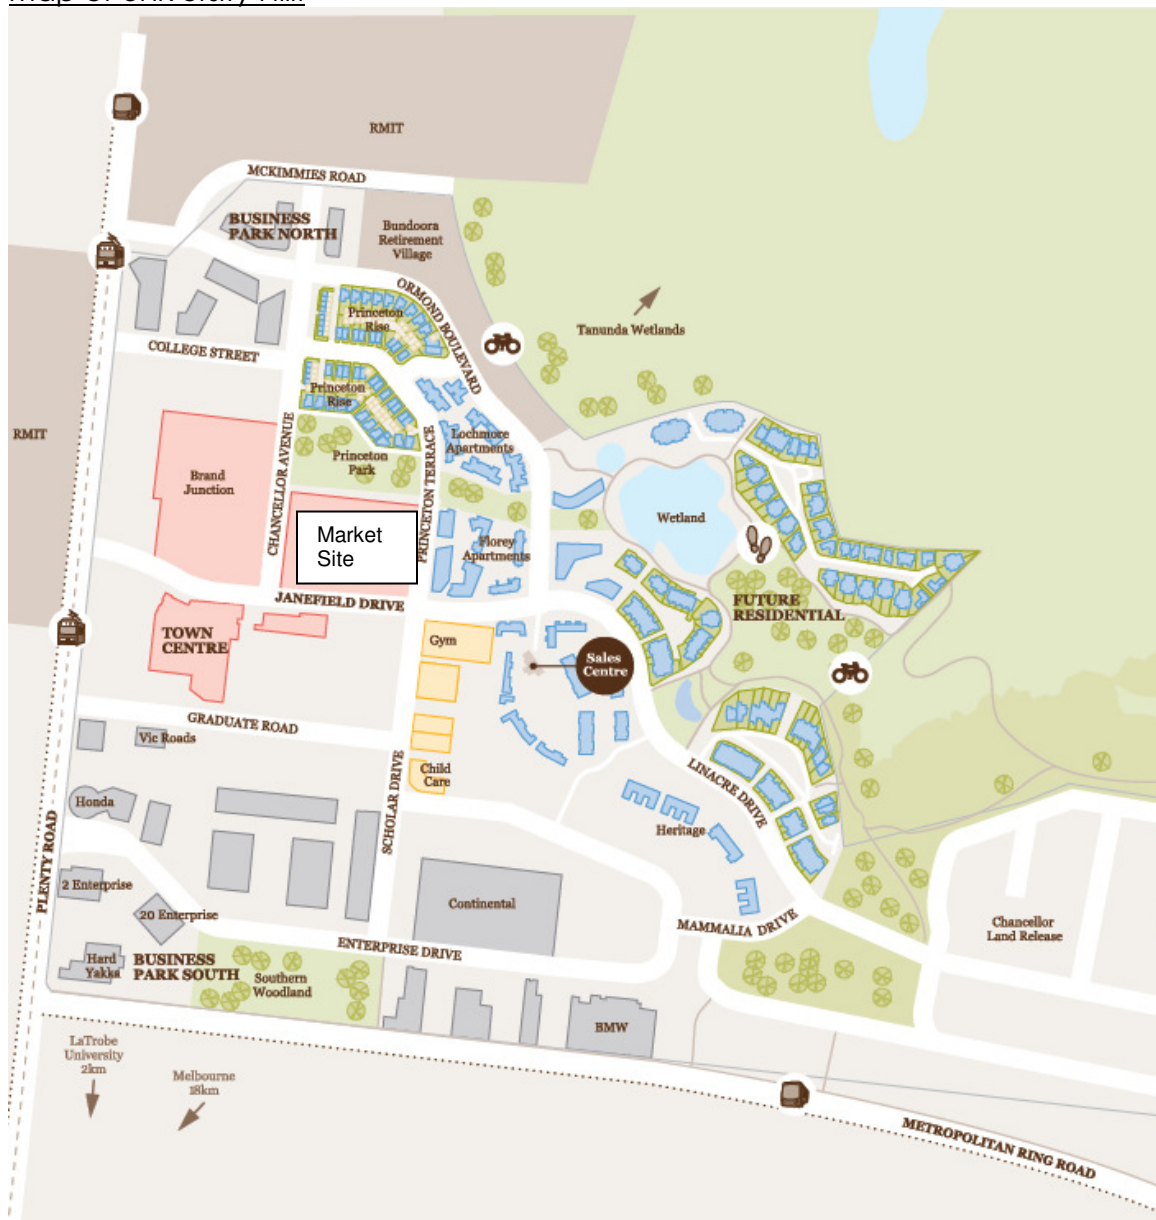 Map of University Hill
RMIT
MCKIMMIES ROAD
BUSINESS
PARK NORTH
Bundoora
Retirement
Village
ORMOND BOULEVARD
Princeton
Rise
Tanunda Wetlands
COLLEGE STREET
Princeton
Rise
RMIT
CHANCELLOR AVENUE
PRINCETON TERRACE
Lochmore
Apartments
Princeton
Park
Brand
Junction
Wetland
Market
Site
Florey
Apartments
JANEFIELD DRIVE
FUTURE
RESIDENTIAL
TOWN
CENTRE
Gym
Sales
Centre
GRADUATE ROAD
Vic Roads
SCHOLAR DRIVE
Child
Care
LINACRE DRIVE
Honda
Heritage
PLENTY ROAD
2 Enterprise
20 Enterprise
Continental
MAMMALIA DRIVE
Chancellor
Land Release
ENTERPRISE DRIVE
Hard
Yakka
BUSINESS
PARK SOUTH
Southern
Woodland
BMW
LaTrobe
University
2km
Melbourne
18km
METROPOLITAN RING ROAD